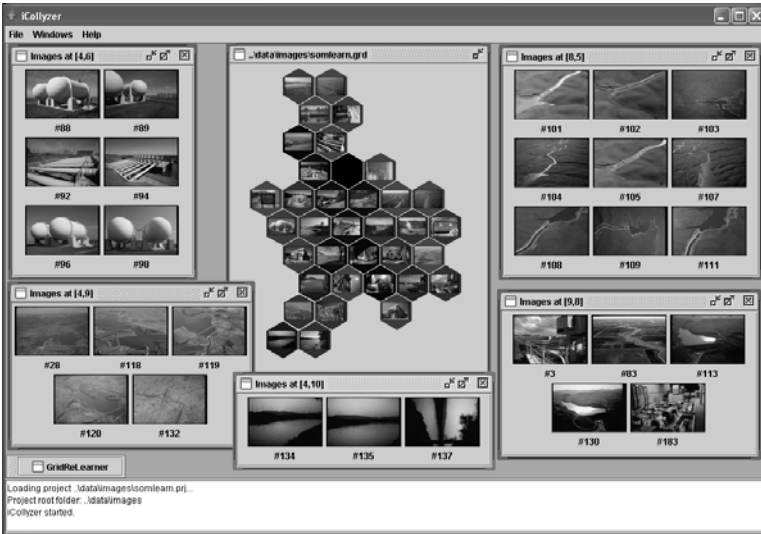 iCollyzer
File Windows Help
Images at [4,6]
#88 #89
#92 #94
#96 #98
..\data\images\somlearn.grd
Images at [8,5]
#101 #102 #103
#104 #105 #107
#108 #109 #111
Images at [4,9]
#28 #118 #119
#120 #132
Images at [4,10]
#134 #135 #137
Images at [9,8]
#3 #83 #113
#130 #183
GridReLearner
Loading project ..\data\images\somlearn.prj...
Project root folder: ..\data\images
iCollyzer started.